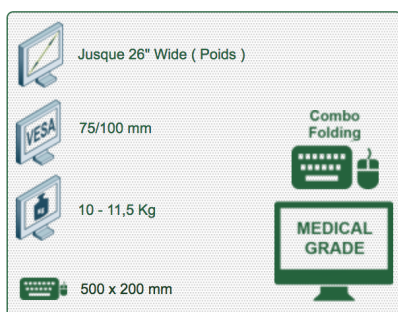 Jusque 26" Wide ( Poids )
VESA
75/100 mm
KG
10 - 11,5 Kg
500 x 200 mm
Combo
Folding
MEDICAL
GRADE